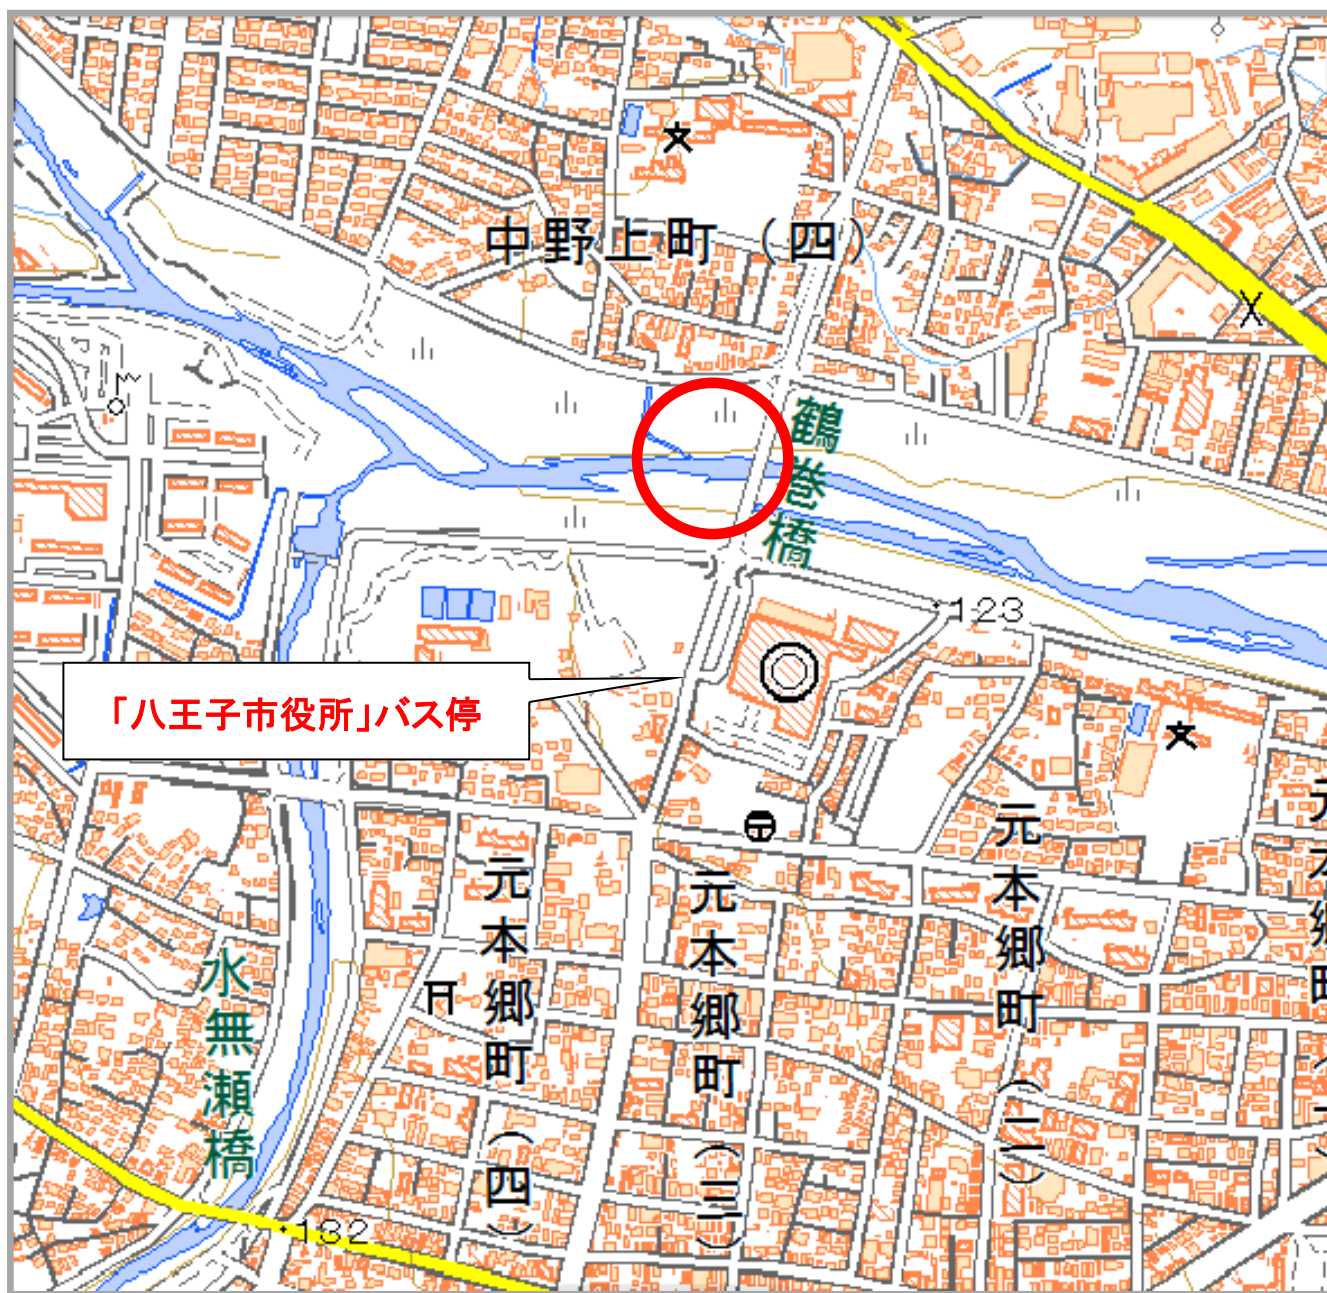 中野上町（四）
鶴巻橋
123
「八王子市役所」バス停
元本郷町（四）
元本郷町（三）
元本郷町（二）
水無瀬橋
132